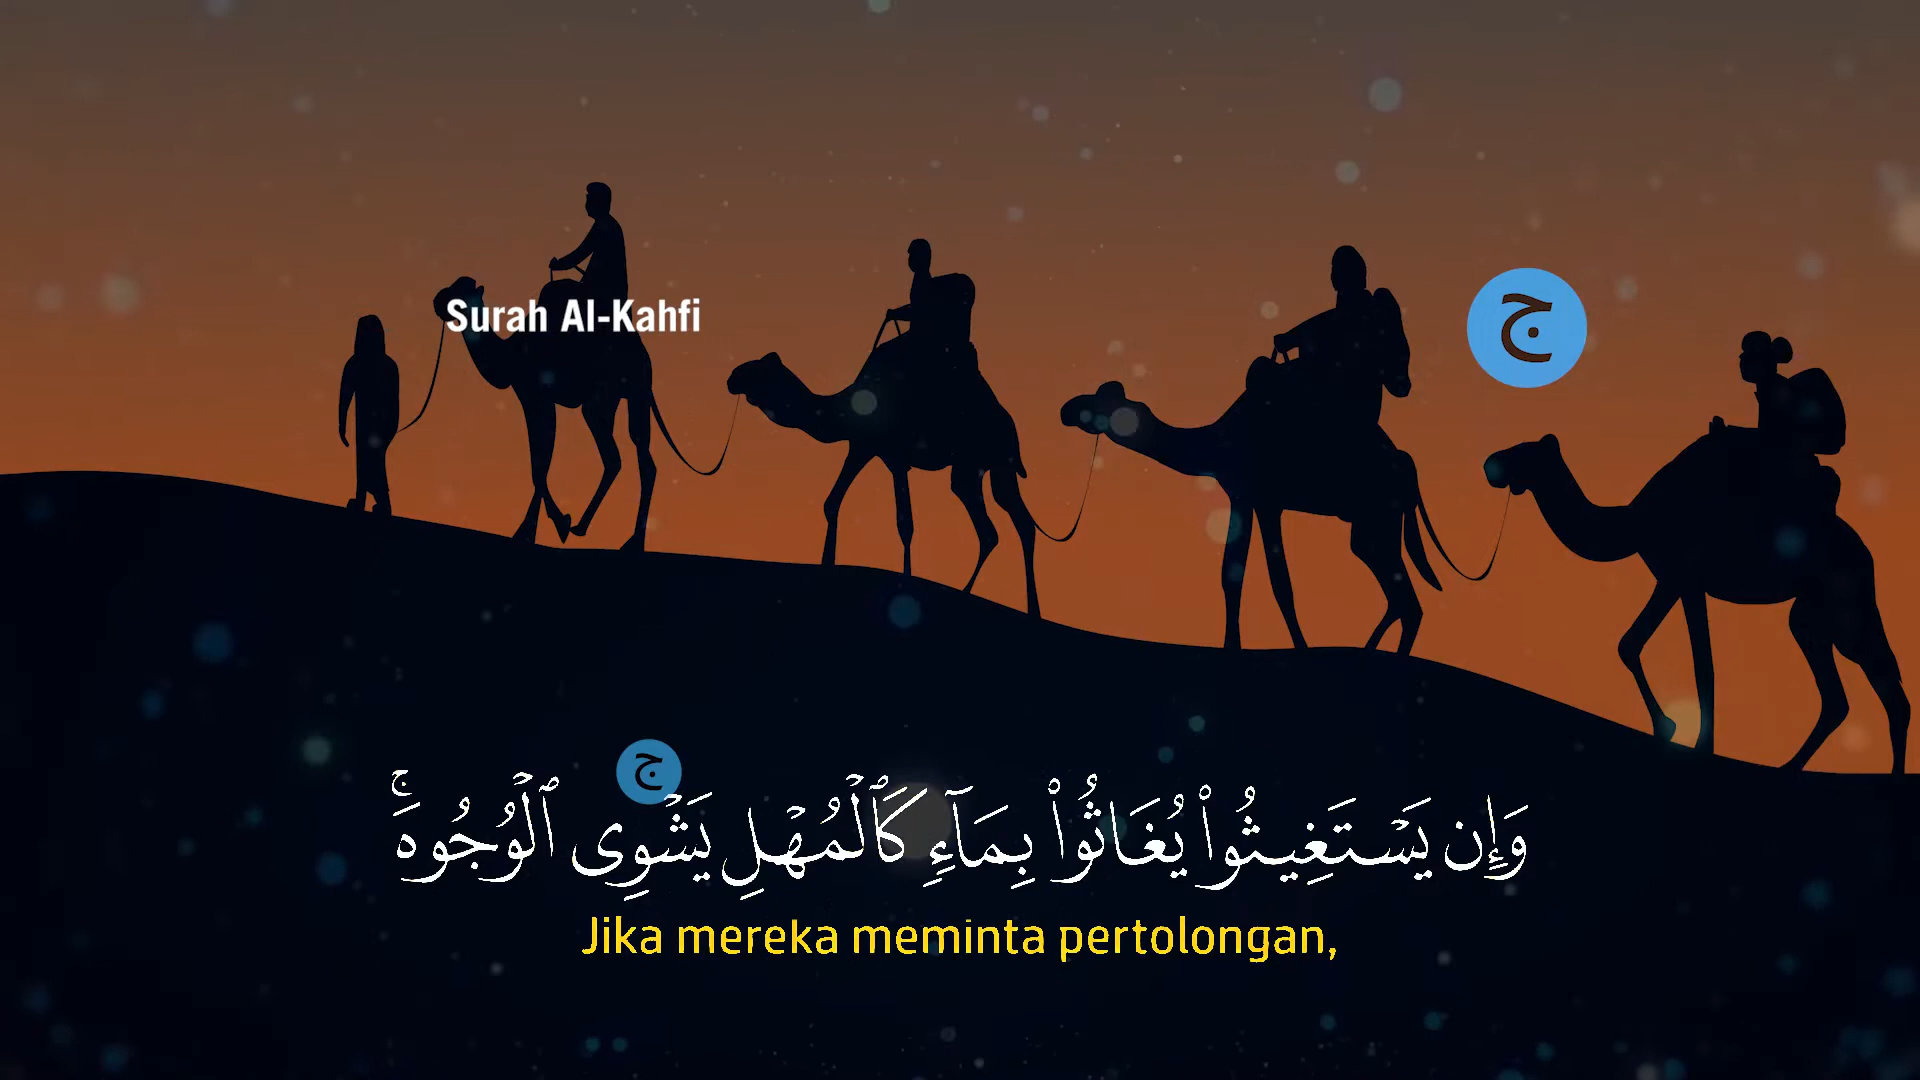 Surah Al-Kahfi
ج
ج
وَإِن يَسْتَغِيثُوا۟ يُغَاثُوا۟ بِمَآءٍ كَٱلْمُهْلِ يَشْوِى ٱلْوُجُوهَ ۚ
Jika mereka meminta pertolongan,